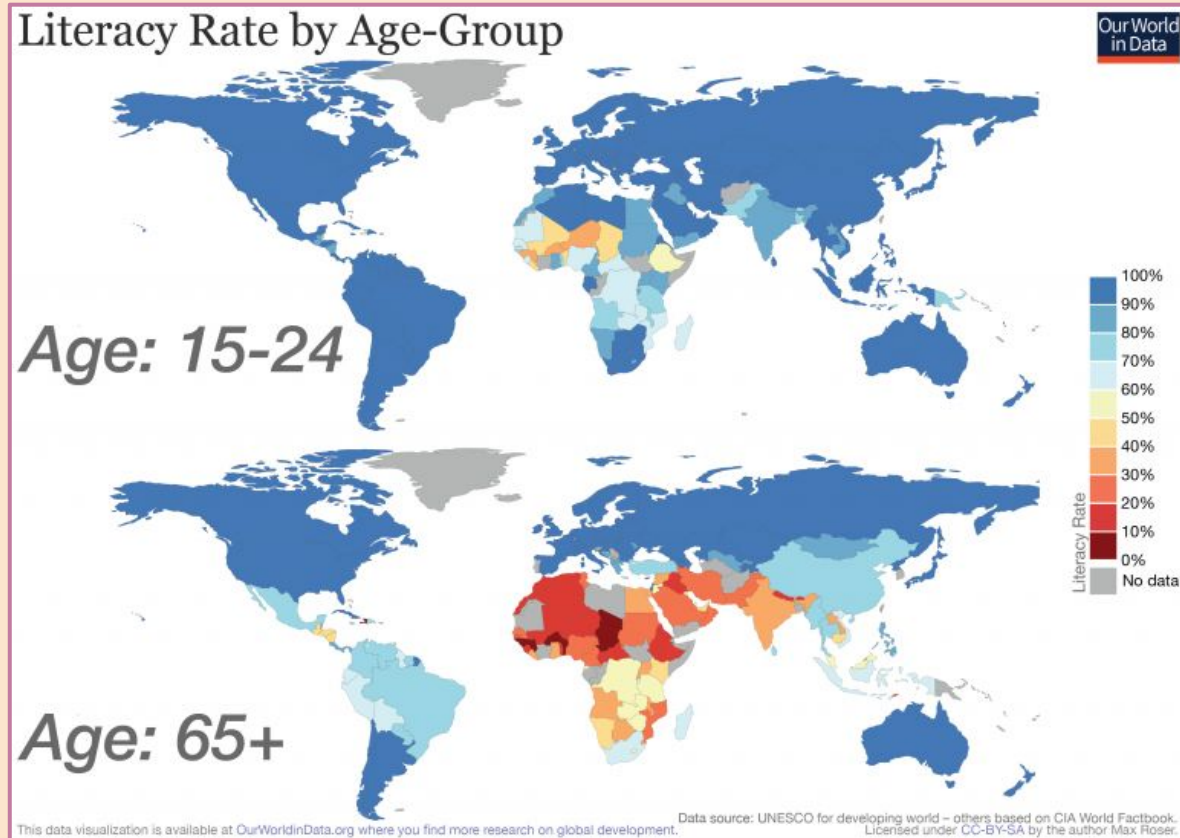 Literacy Rate by Age-Group
Our World
in Data
Age: 15-24
100%
90%
80%
70%
60%
50%
40%
30%
20%
10%
0%
No data
Literacy Rate
Age: 65+
Data source: UNESCO for developing world – others based on CIA World Factbook.
This data visualization is available at OurWorldinData.org where you find more research on global development.
Licensed under CC-BY-SA by the author Max Roser.